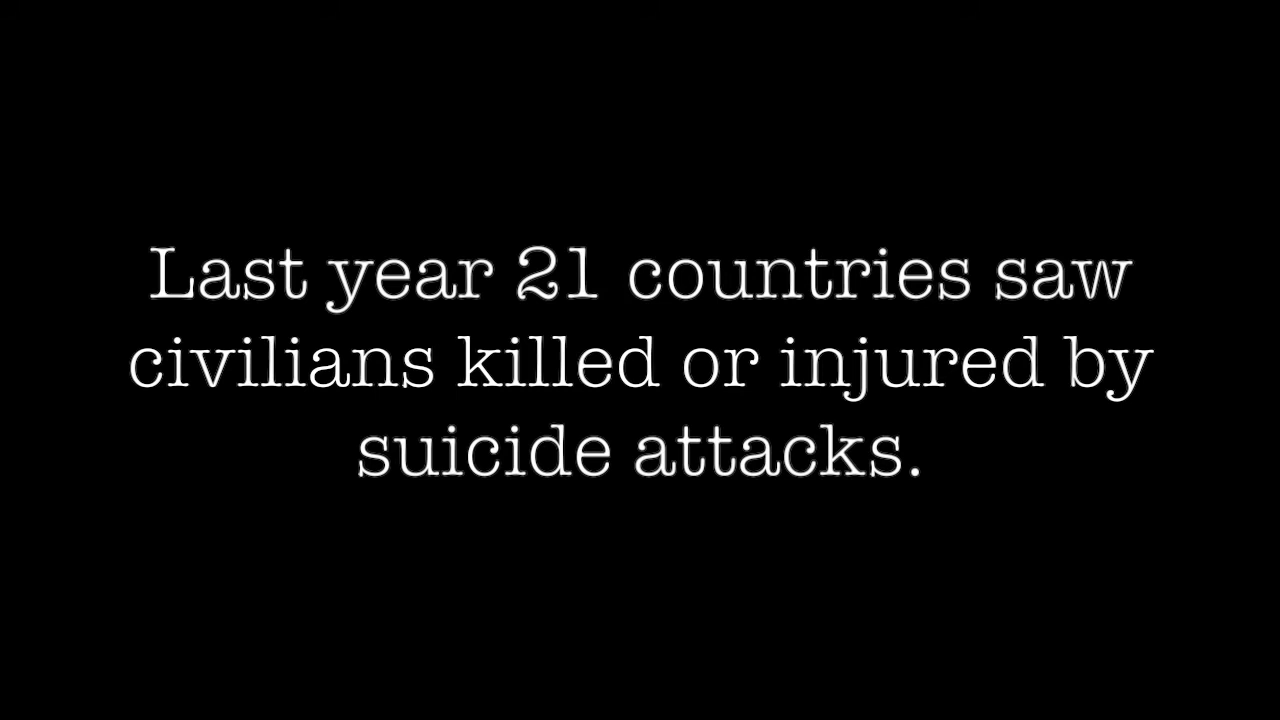 Last year 21 countries saw
civilians killed or injured by
suicide attacks.